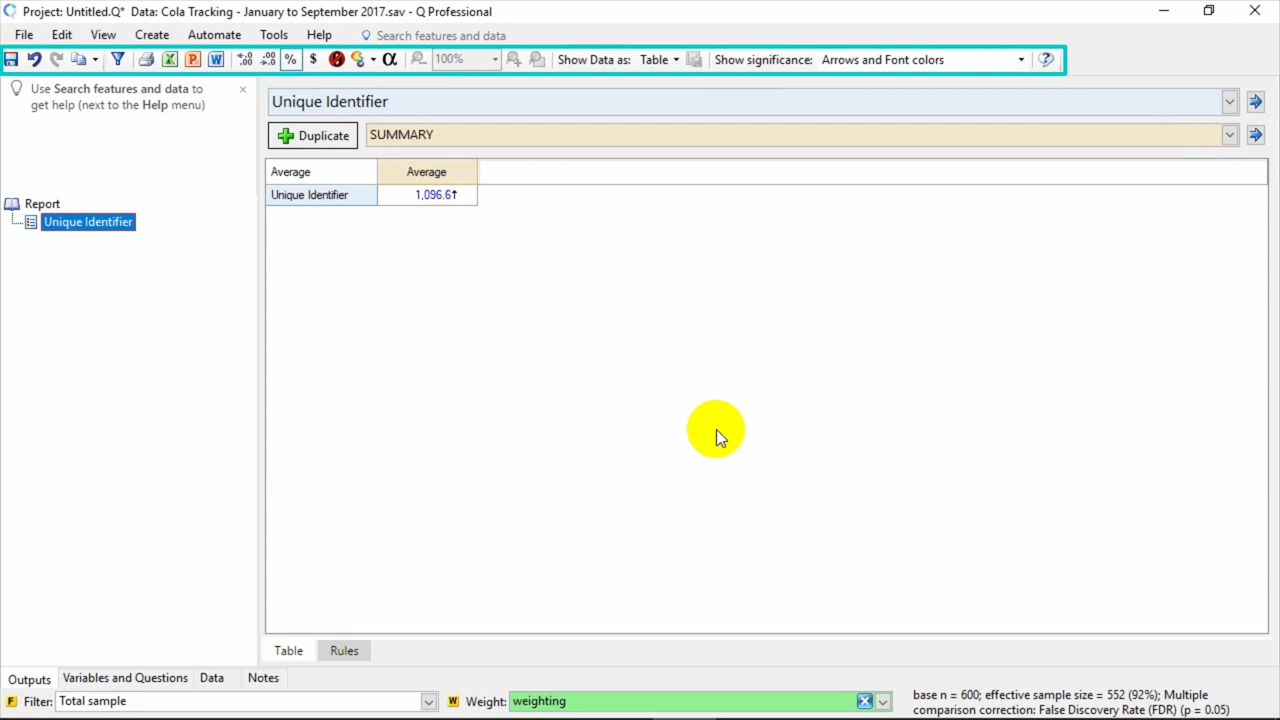 Project: Untitled.Q* Data: Cola Tracking - January to September 2017.sav - Q Professional
File Edit View Create Automate Tools Help Search features and data
% $ α 100% Show Data as: Table Show significance: Arrows and Font colors
Use Search features and data to
get help (next to the Help menu)
Report
Unique Identifier
Unique Identifier
Duplicate SUMMARY
Average Average
Unique Identifier 1,096.6↑
Table Rules
Outputs Variables and Questions Data Notes
F Filter: Total sample W Weight: weighting
base n = 600; effective sample size = 552 (92%); Multiple
comparison correction: False Discovery Rate (FDR) (p = 0.05)